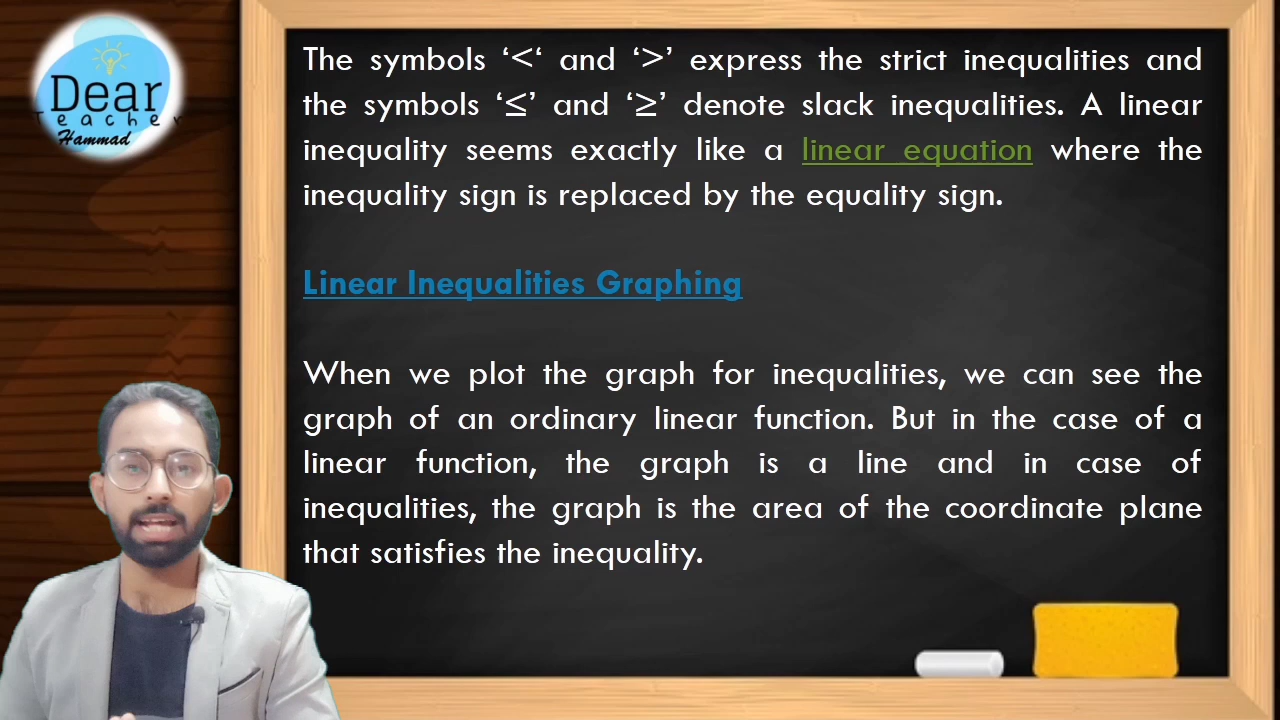 Dear
Teacher
Hammad
The symbols ‘<‘ and ‘>’ express the strict inequalities and
the symbols ‘≤’ and ‘≥’ denote slack inequalities. A linear
inequality seems exactly like a linear equation where the
inequality sign is replaced by the equality sign.
Linear Inequalities Graphing
When we plot the graph for inequalities, we can see the
graph of an ordinary linear function. But in the case of a
linear function, the graph is a line and in case of
inequalities, the graph is the area of the coordinate plane
that satisfies the inequality.